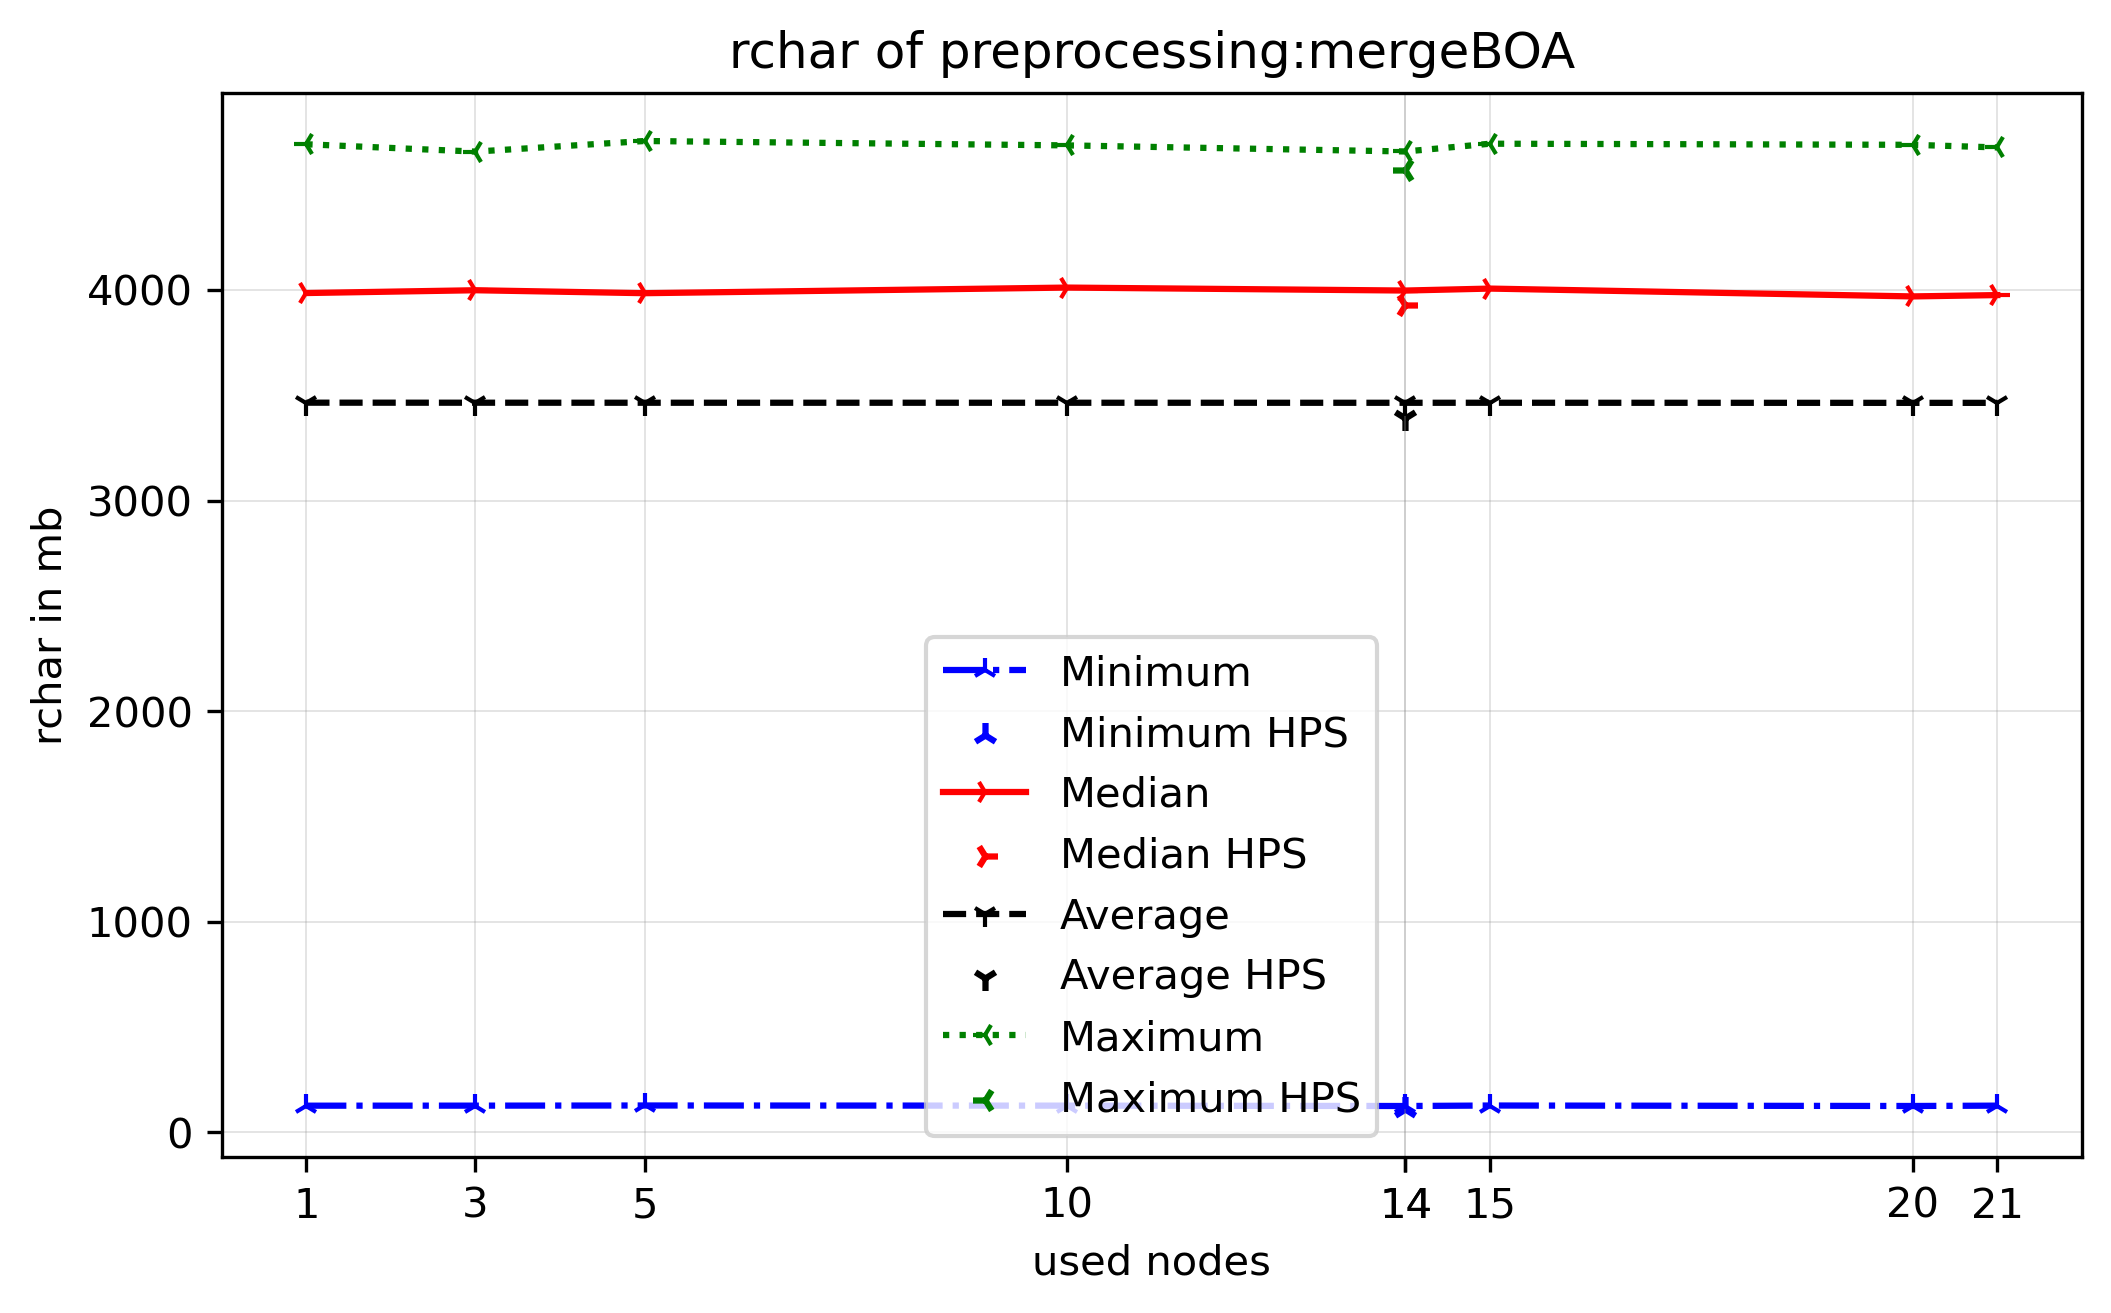 rchar of preprocessing:mergeBOA
rchar in mb
4000
3000
2000
1000
0
Minimum
Minimum HPS
Median
Median HPS
Average
Average HPS
Maximum
Maximum HPS
1 3 5 10 14 15 20 21
used nodes